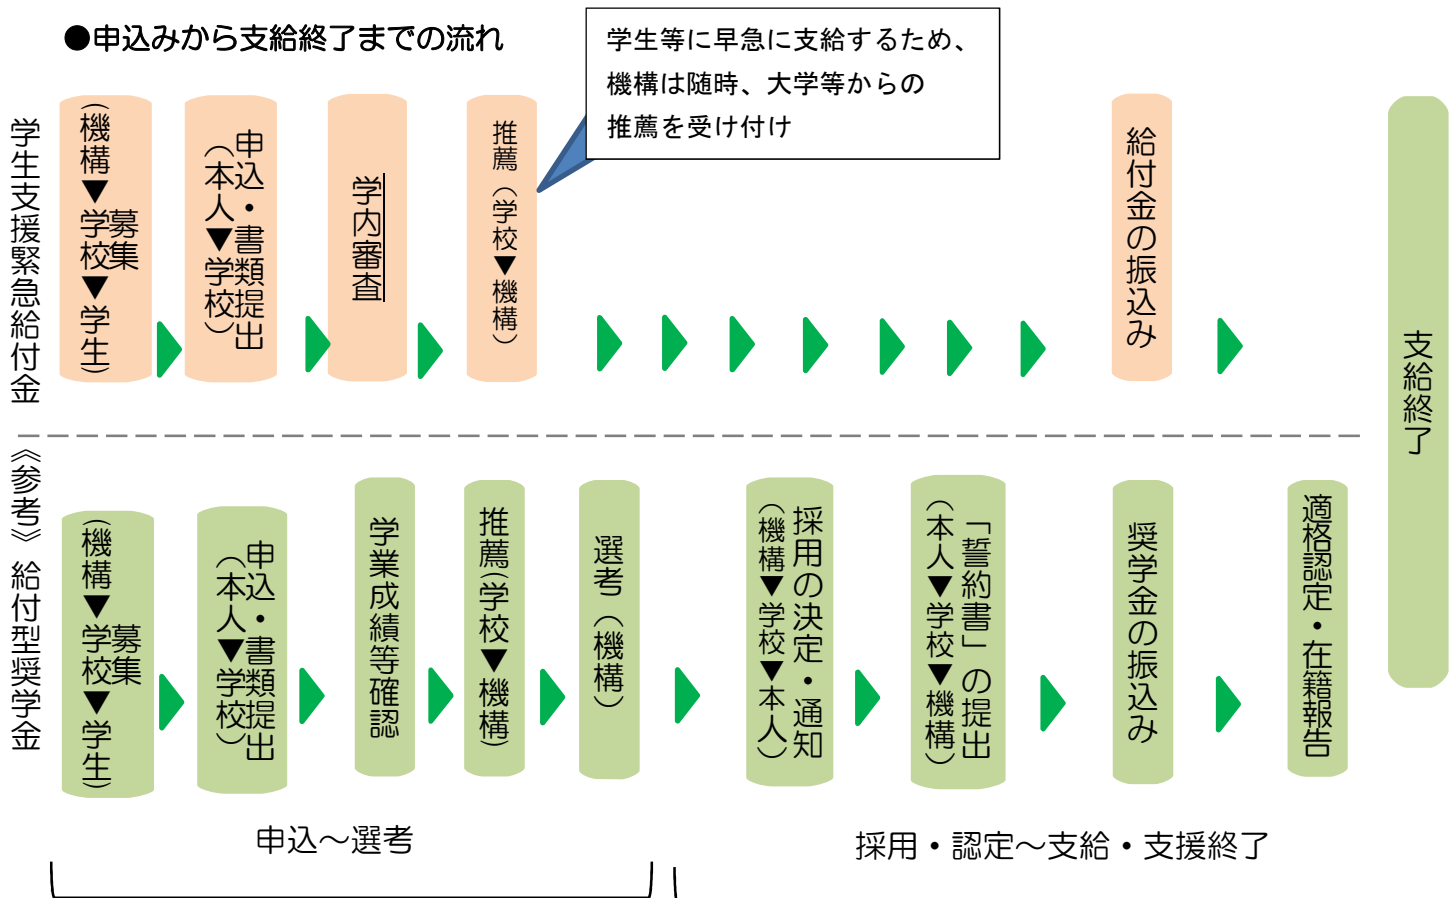 ●申込みから支給終了までの流れ
学生等に早急に支給するため、
機構は随時、大学等からの
推薦を受け付け
学生支援緊急給付金
募集
(機構▼学校▼学生)
申込・書類提出
(本人▼学校)
学内審査
推薦(学校▼機構)
給付金の振込み
支給終了
《参考》給付型奨学金
募集
(機構▼学校▼学生)
申込・書類提出
(本人▼学校)
学業成績等確認
推薦(学校▼機構)
選考(機構)
採用の決定・通知
(機構▼学校▼本人)
「誓約書」の提出
(本人▼学校▼機構)
奨学金の振込み
適格認定・在籍報告
申込～選考
採用・認定～支給・支援終了